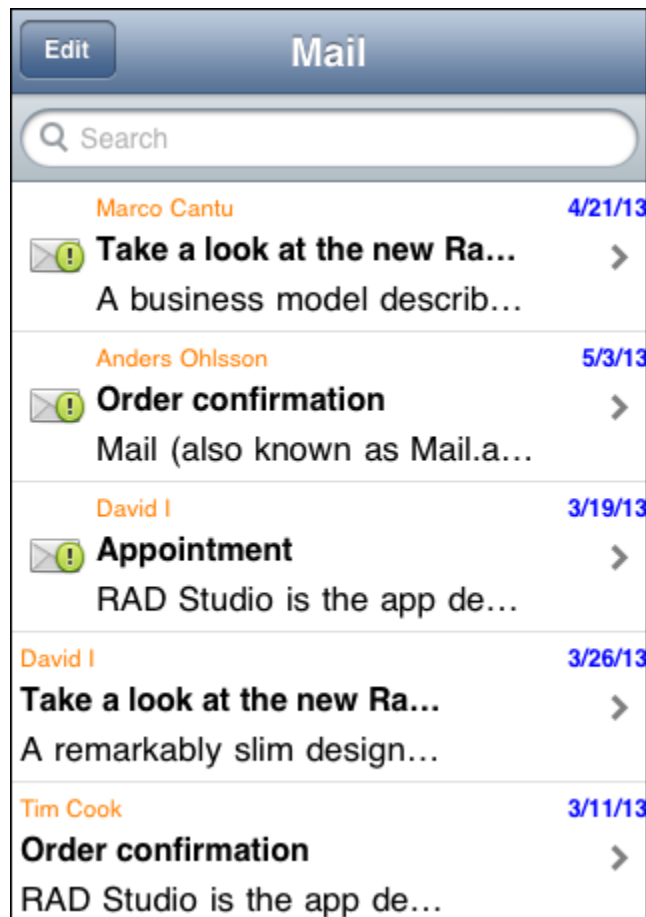 Edit
Mail
Search
Marco Cantu 4/21/13
Take a look at the new Ra...
A business model describ...
Anders Ohlsson 5/3/13
Order confirmation
Mail (also known as Mail.a...
David I 3/19/13
Appointment
RAD Studio is the app de...
David I 3/26/13
Take a look at the new Ra...
A remarkably slim design...
Tim Cook 3/11/13
Order confirmation
RAD Studio is the app de...